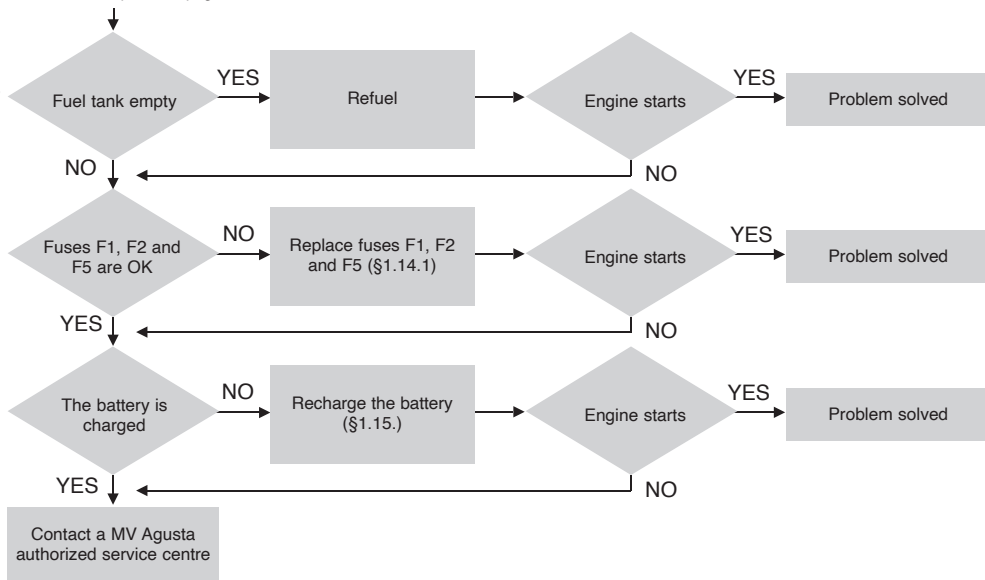 YES
YES
Fuel tank empty
Refuel
Engine starts
Problem solved
NO
NO
NO
YES
Fuses F1, F2 and
F5 are OK
Replace fuses F1, F2
and F5 (§1.14.1)
Engine starts
Problem solved
YES
NO
NO
YES
The battery is
charged
Recharge the battery
(§1.15.)
Engine starts
Problem solved
YES
NO
Contact a MV Agusta
authorized service centre